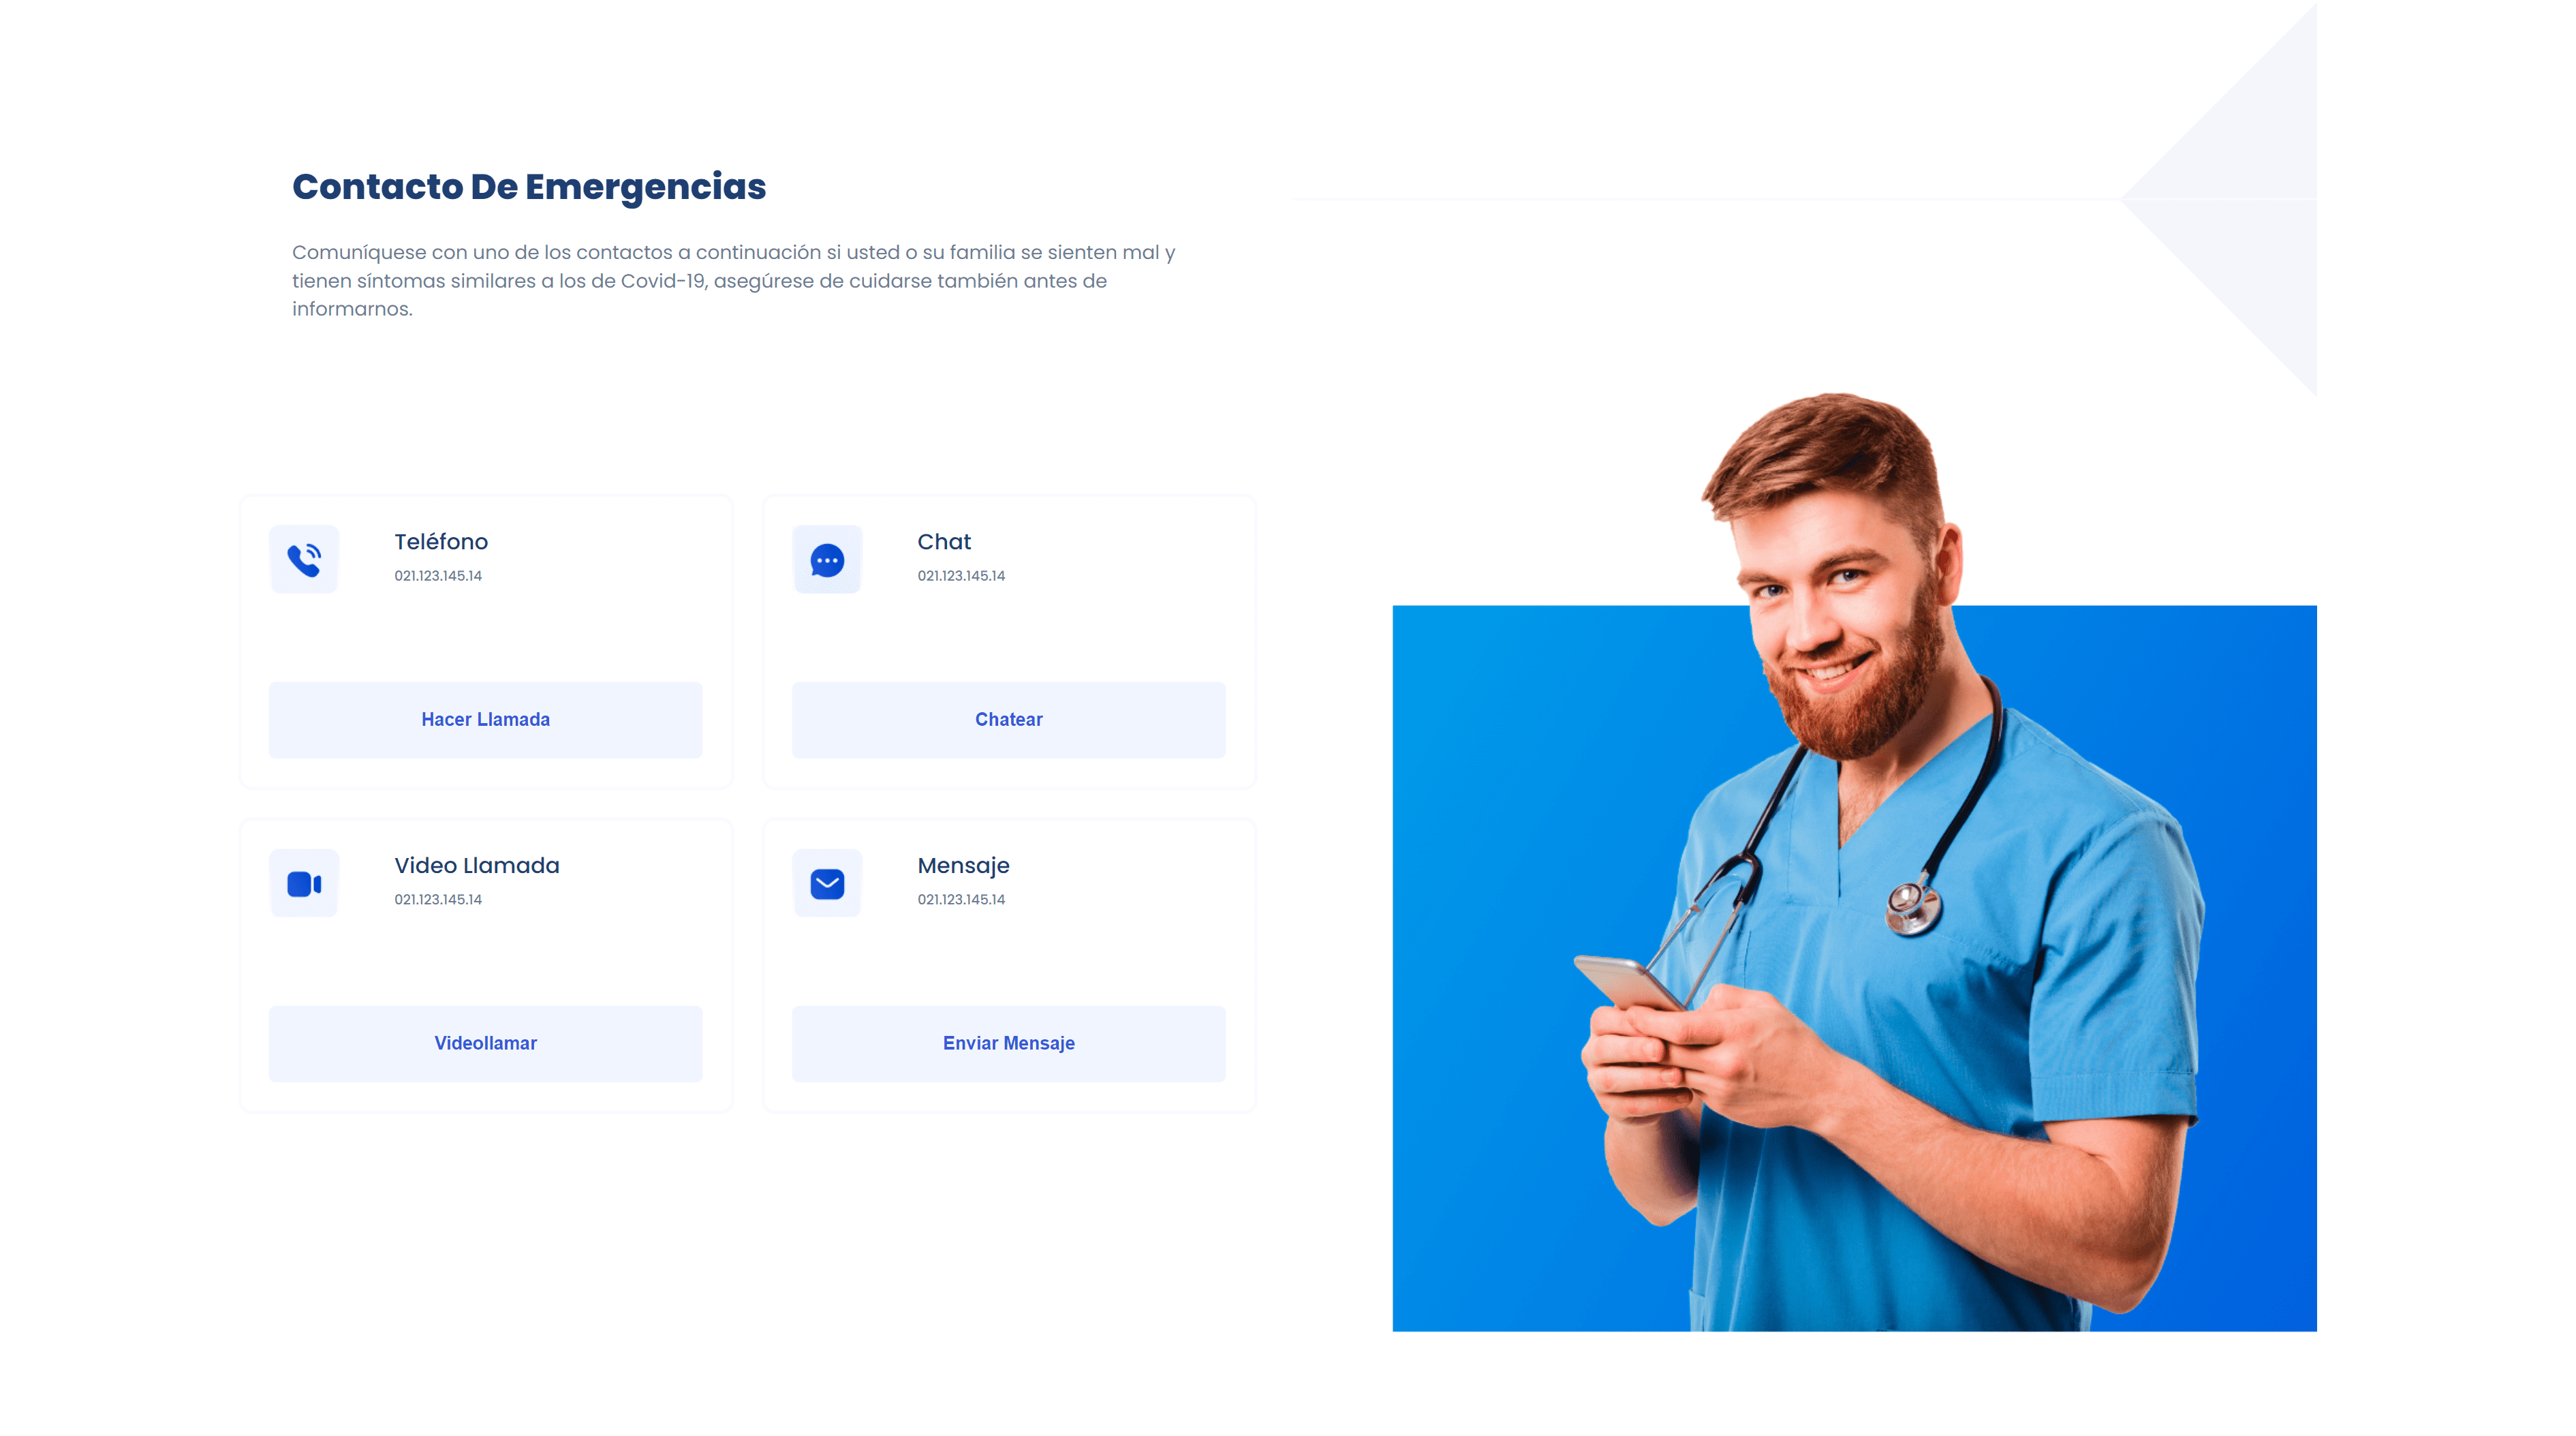 Contacto De Emergencias
Comuníquese con uno de los contactos a continuación si usted o su familia se sienten mal y
tienen síntomas similares a los de Covid-19, asegúrese de cuidarse también antes de
informarnos.
Teléfono
021.123.145.14
Hacer Llamada
Chat
021.123.145.14
Chatear
Video Llamada
021.123.145.14
Videollamar
Mensaje
021.123.145.14
Enviar Mensaje